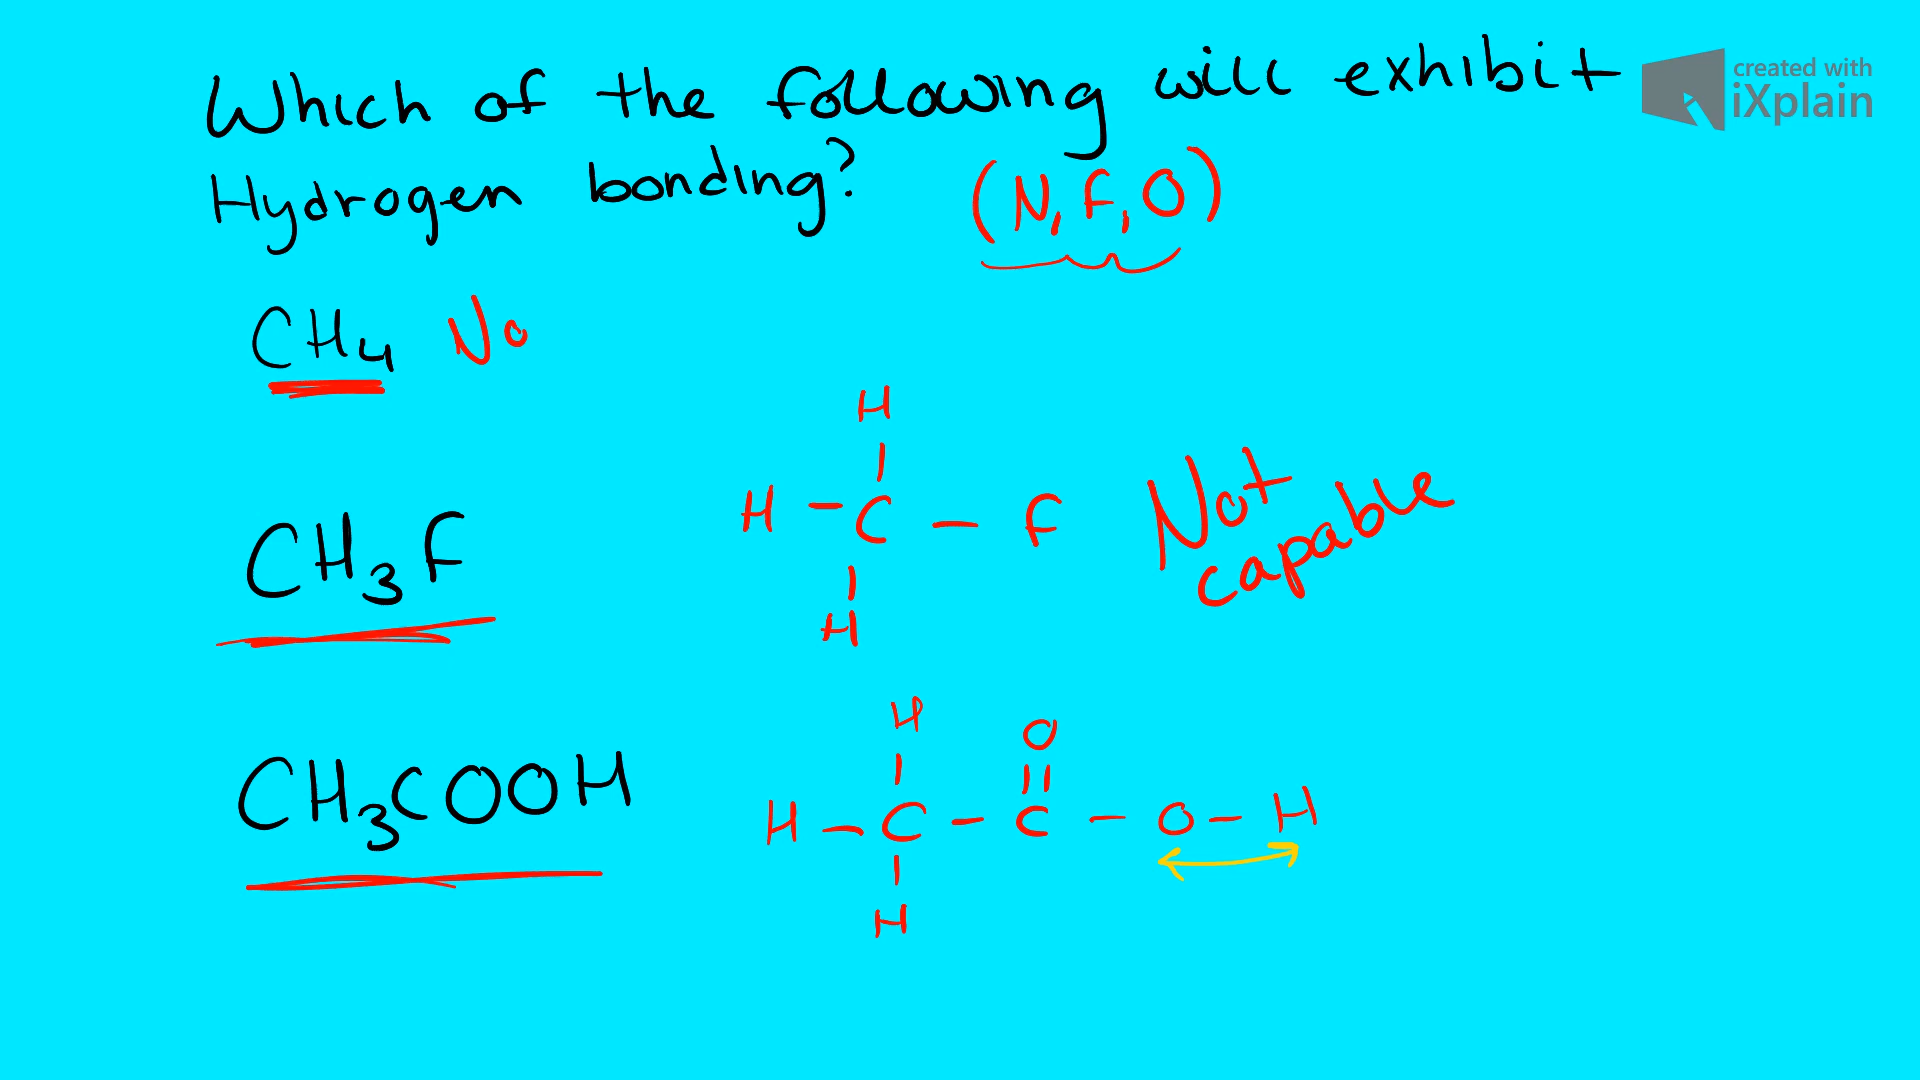 Which of the following will exhibit
Hydrogen bonding? (N, F, O)
created with
iXplain
CH4 No
H
|
H - C - F
|
H
Not
capable
CH3F
H O
| ||
H - C - C - O - H
|
H
CH3COOH